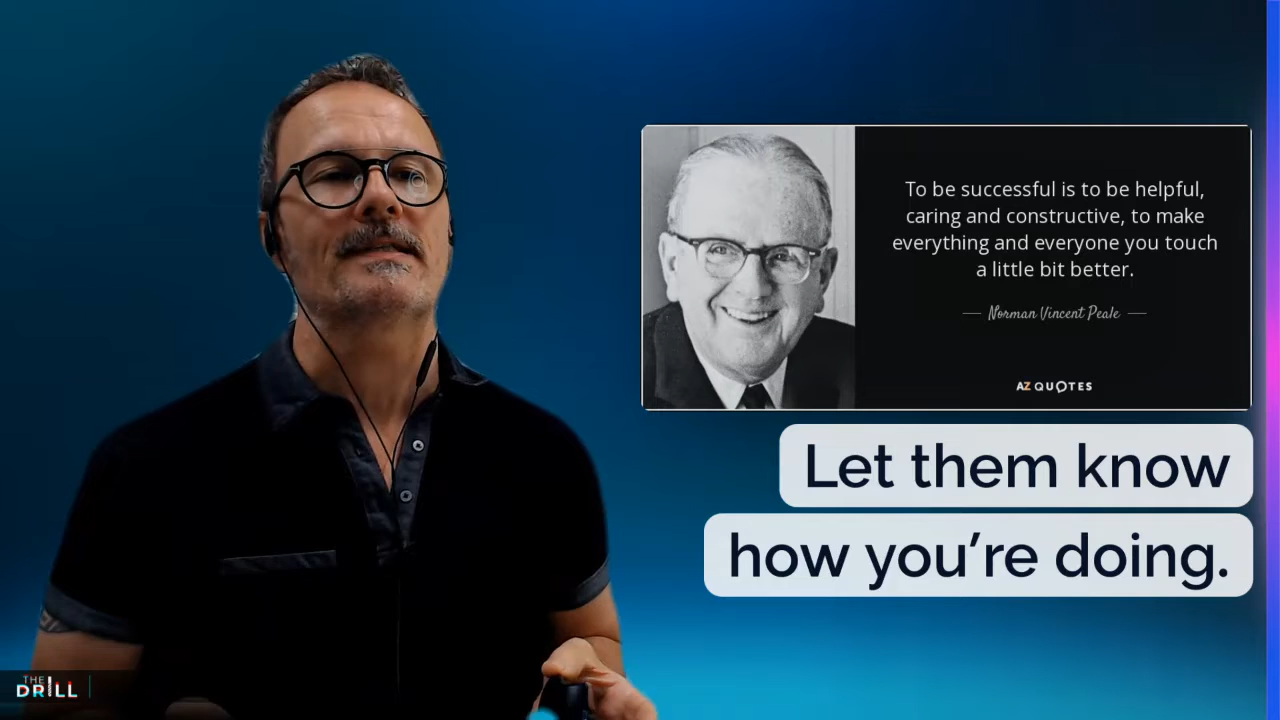 To be successful is to be helpful,
caring and constructive, to make
everything and everyone you touch
a little bit better.
Norman Vincent Peale
AZ QUOTES
Let them know
how you’re doing.
THE
DRILL